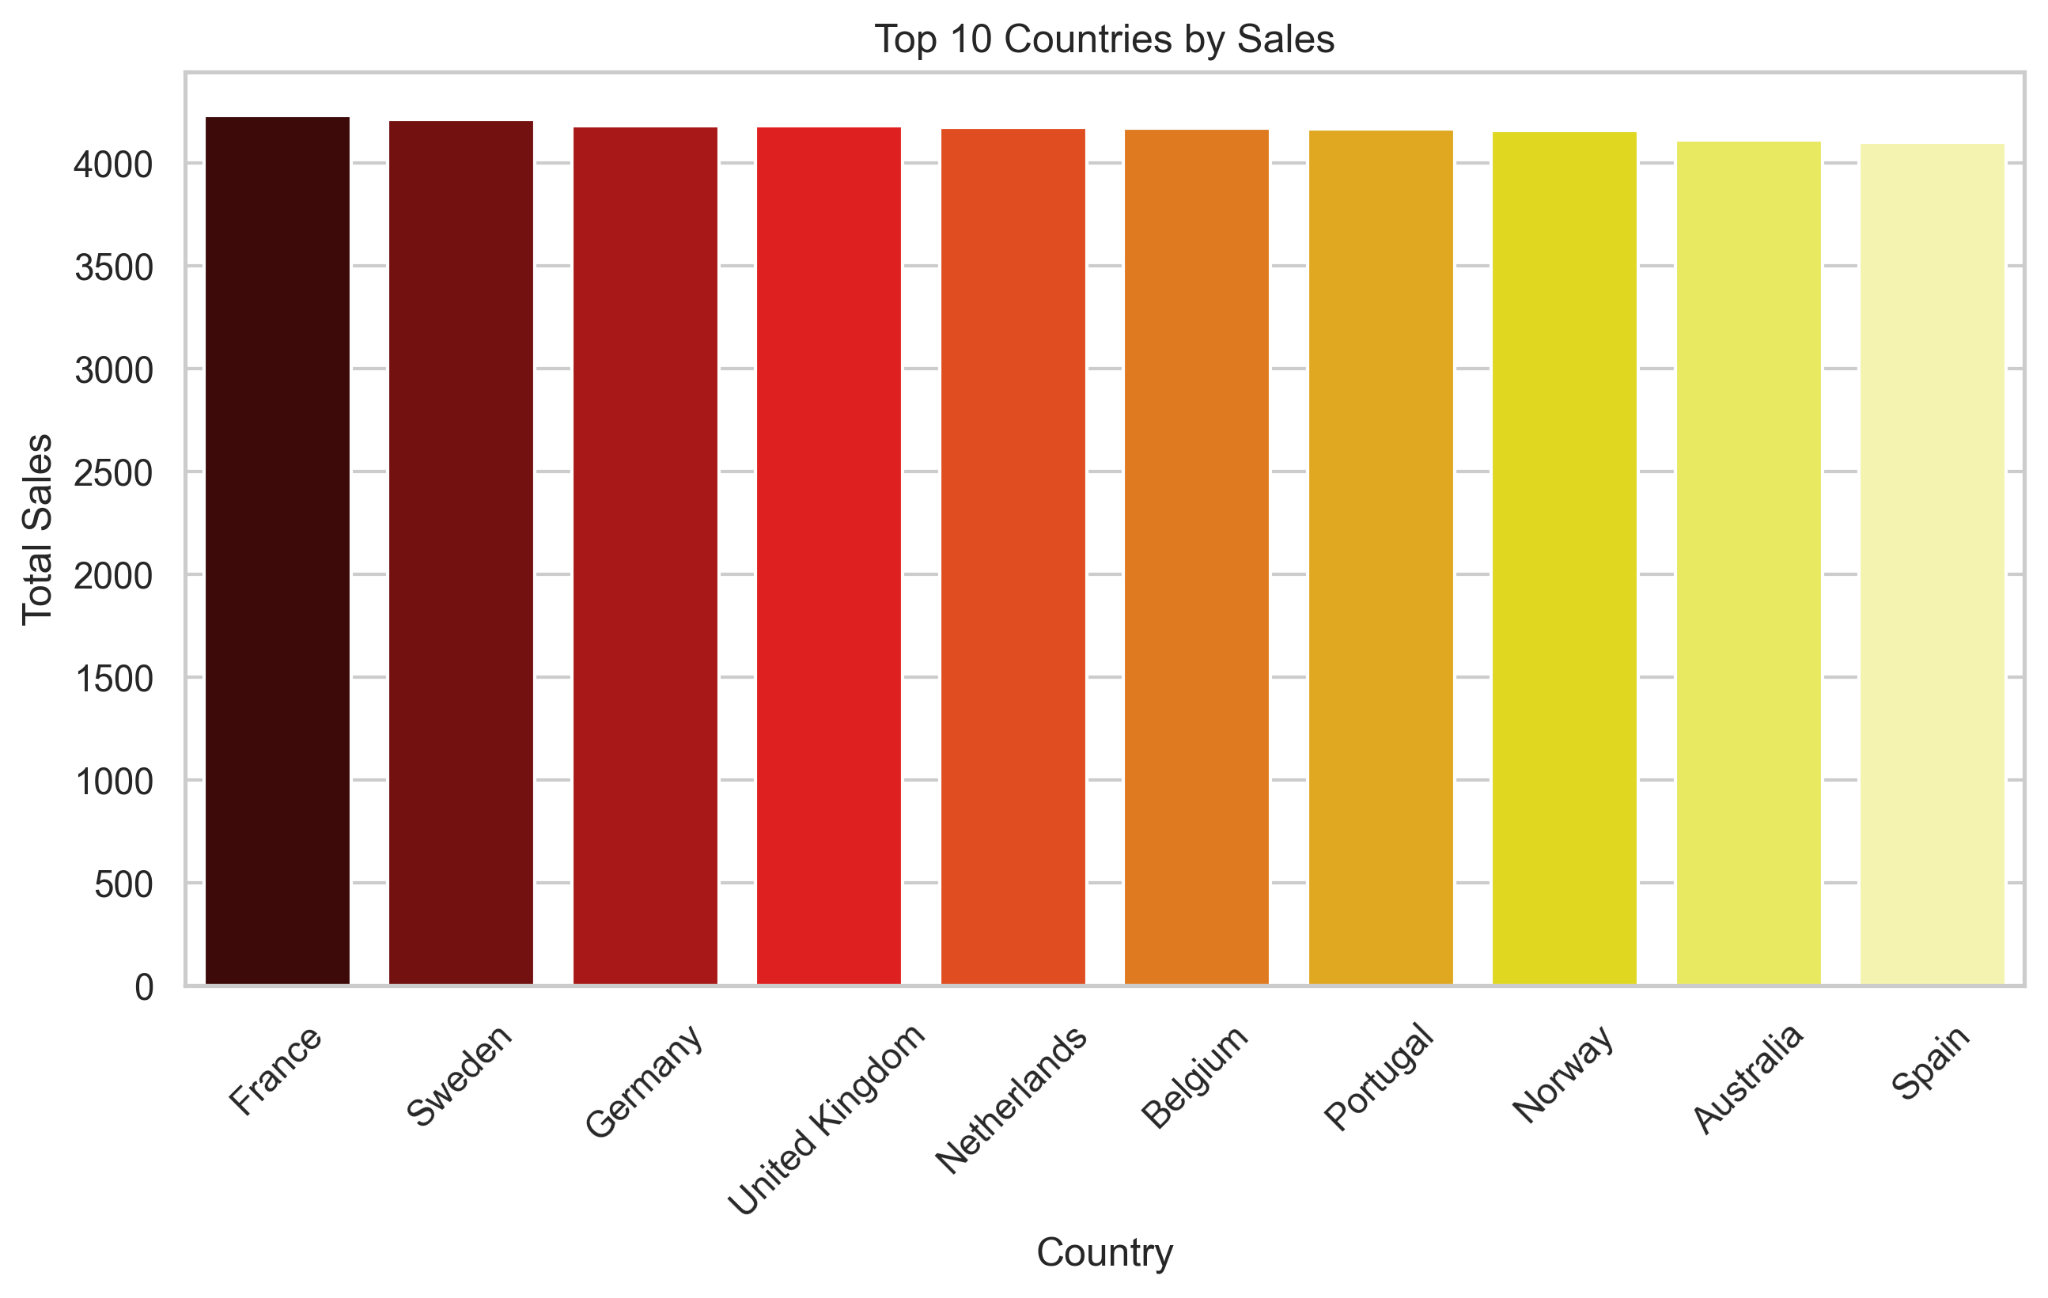 Top 10 Countries by Sales
Total Sales
4000
3500
3000
2500
2000
1500
1000
500
0
France
Sweden
Germany
United Kingdom
Netherlands
Belgium
Portugal
Norway
Australia
Spain
Country